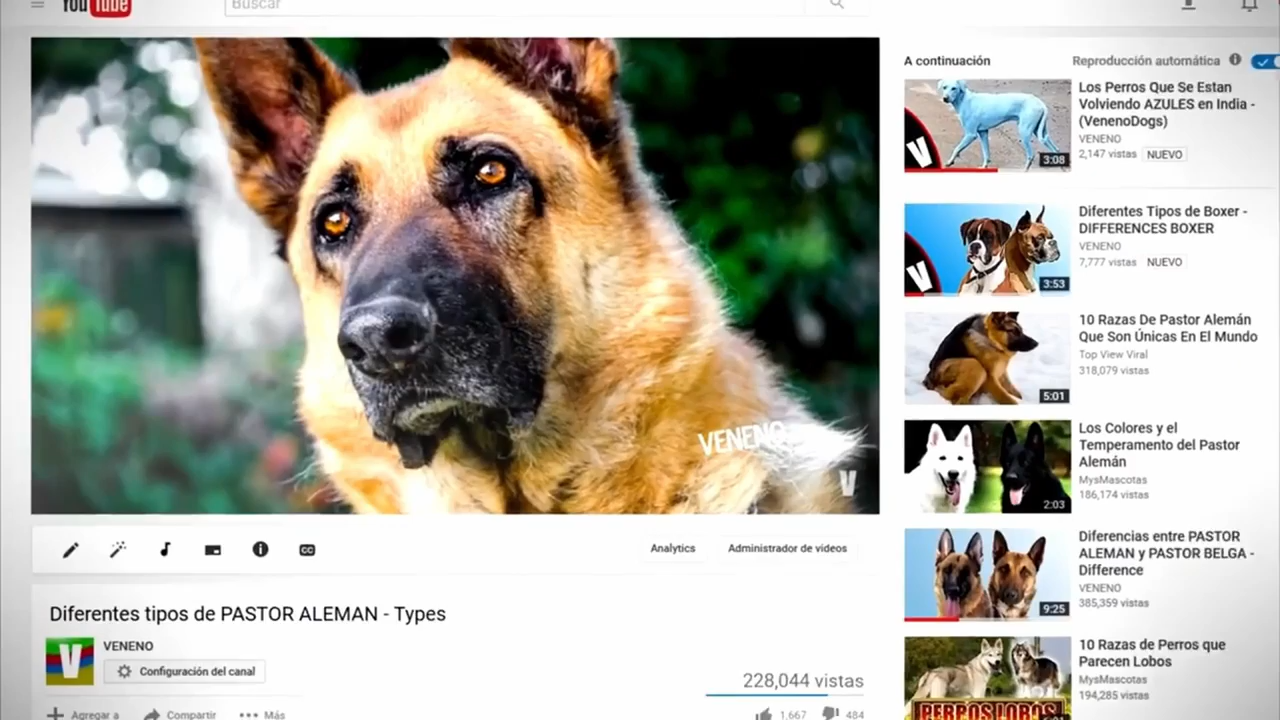 YouTube
Buscar
VENENO
V
Analytics
Administrador de videos
Diferentes tipos de PASTOR ALEMAN - Types
V
VENENO
Configuración del canal
228,044 vistas
Agregar a
Compartir
Más
1,667
484
A continuación
Reproducción automática
V
3:08
Los Perros Que Se Estan
Volviendo AZULES en India -
(VenenoDogs)
VENENO
2,147 vistas
NUEVO
V
3:53
Diferentes Tipos de Boxer -
DIFFERENCES BOXER
VENENO
7,777 vistas
NUEVO
5:01
10 Razas De Pastor Alemán
Que Son Únicas En El Mundo
Top View Viral
318,079 vistas
2:03
Los Colores y el
Temperamento del Pastor
Alemán
MysMascotas
186,174 vistas
9:25
Diferencias entre PASTOR
ALEMAN y PASTOR BELGA -
Difference
VENENO
385,359 vistas
PERROS LOBOS
10 Razas de Perros que
Parecen Lobos
MysMascotas
194,285 vistas